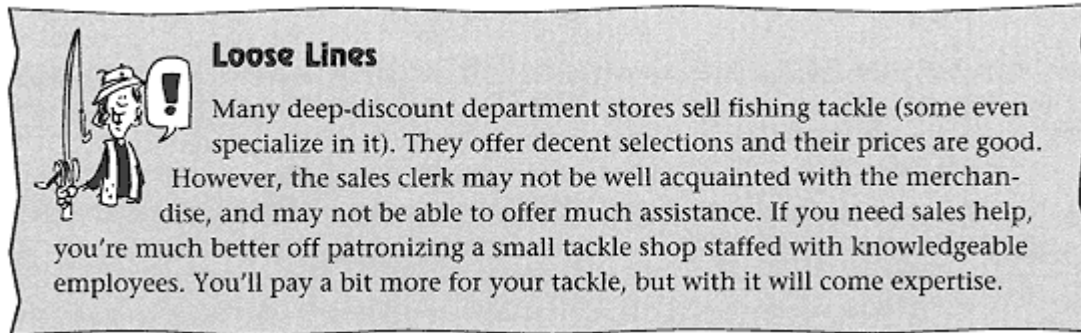 Loose Lines
!
Many deep-discount department stores sell fishing tackle (some even
specialize in it). They offer decent selections and their prices are good.
However, the sales clerk may not be well acquainted with the merchan-
dise, and may not be able to offer much assistance. If you need sales help,
you're much better off patronizing a small tackle shop staffed with knowledgeable
employees. You'll pay a bit more for your tackle, but with it will come expertise.